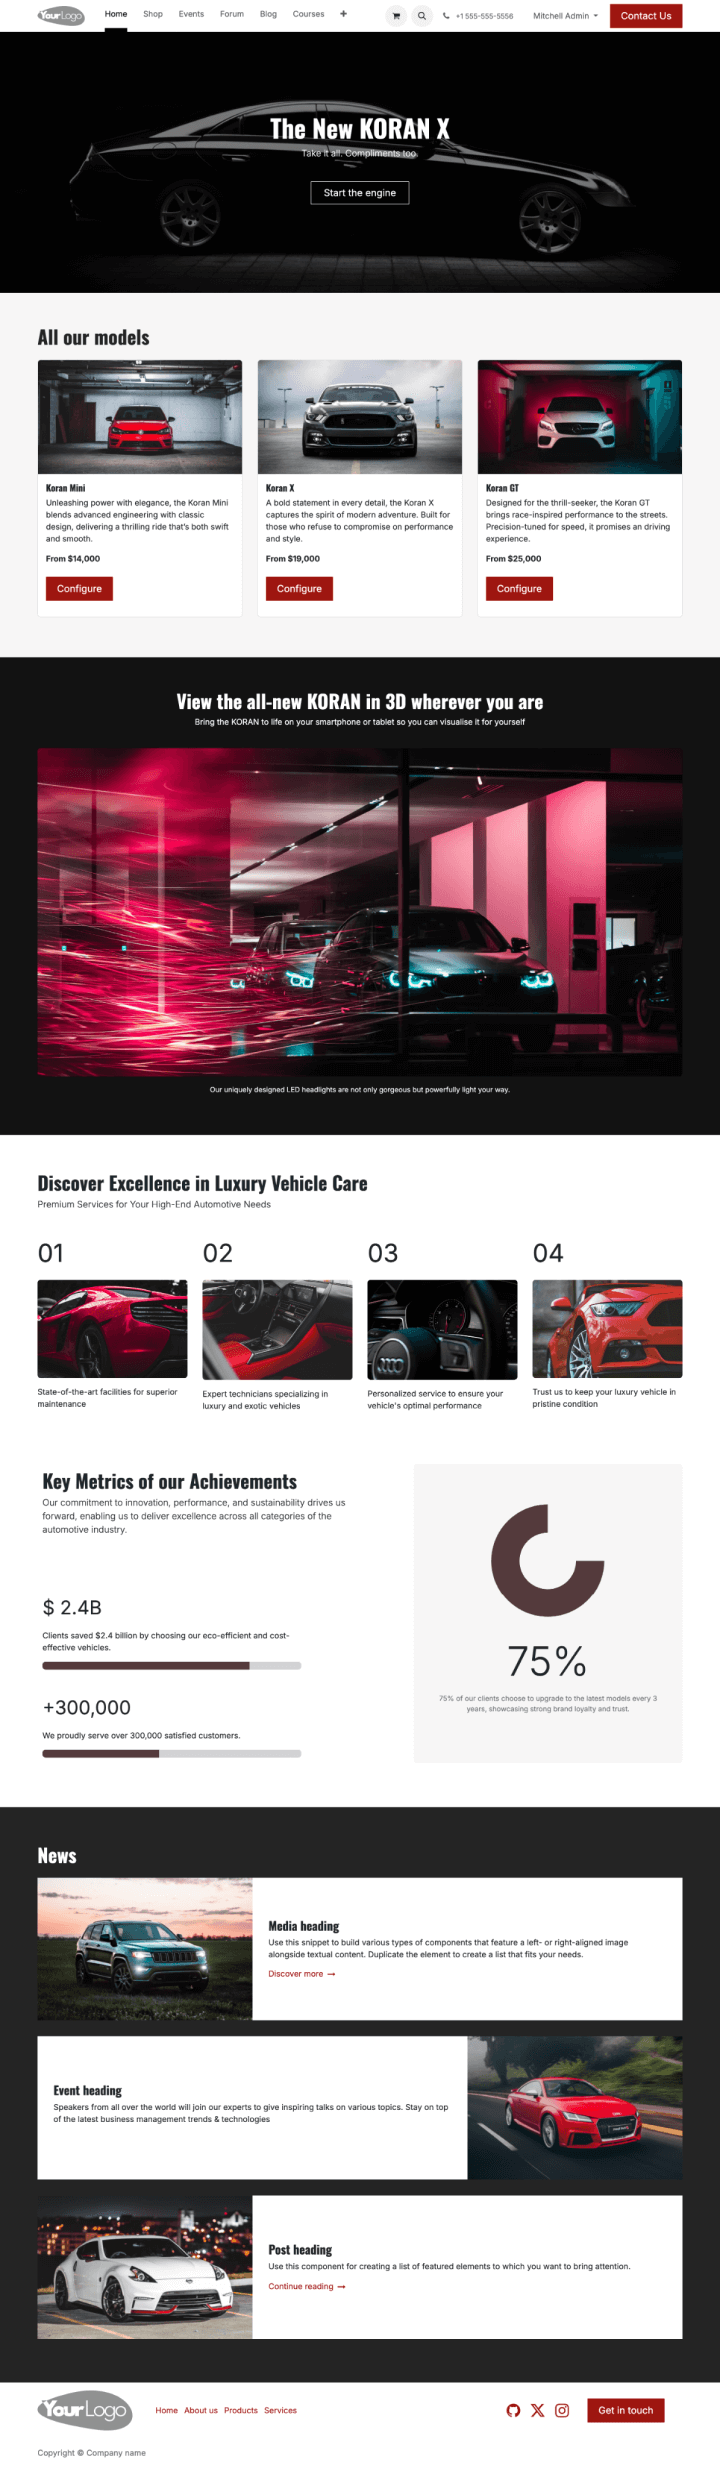 YourLogo
Home Shop Events Forum Blog Courses +
+1 555-555-5556
Mitchell Admin
Contact Us
The New KORAN X
Take it all. Compliments too.
Start the engine
All our models
Koran Mini
Unleashing power with elegance, the Koran Mini
blends advanced engineering with classic
design, delivering a thrilling ride that's both swift
and smooth.
From $14,000
Configure
Koran X
A bold statement in every detail, the Koran X
captures the spirit of modern adventure. Built for
those who refuse to compromise on performance
and style.
From $19,000
Configure
Koran GT
Designed for the thrill-seeker, the Koran GT
brings race-inspired performance to the streets.
Precision-tuned for speed, it promises an driving
experience.
From $25,000
Configure
View the all-new KORAN in 3D wherever you are
Bring the KORAN to life on your smartphone or tablet so you can visualise it for yourself
Our uniquely designed LED headlights are not only gorgeous but powerfully light your way.
Discover Excellence in Luxury Vehicle Care
Premium Services for Your High-End Automotive Needs
01
State-of-the-art facilities for superior
maintenance
02
Expert technicians specializing in
luxury and exotic vehicles
03
Personalized service to ensure your
vehicle's optimal performance
04
Trust us to keep your luxury vehicle in
pristine condition
Key Metrics of our Achievements
Our commitment to innovation, performance, and sustainability drives us
forward, enabling us to deliver excellence across all categories of the
automotive industry.
$ 2.4B
Clients saved $2.4 billion by choosing our eco-efficient and cost-
effective vehicles.
+300,000
We proudly serve over 300,000 satisfied customers.
75%
75% of our clients choose to upgrade to the latest models every 3
years, showcasing strong brand loyalty and trust.
News
Media heading
Use this snippet to build various types of components that feature a left- or right-aligned image
alongside textual content. Duplicate the element to create a list that fits your needs.
Discover more →
Event heading
Speakers from all over the world will join our experts to give inspiring talks on various topics. Stay on top
of the latest business management trends & technologies
Post heading
Use this component for creating a list of featured elements to which you want to bring attention.
Continue reading →
YourLogo
Home About us Products Services
Get in touch
Copyright © Company name